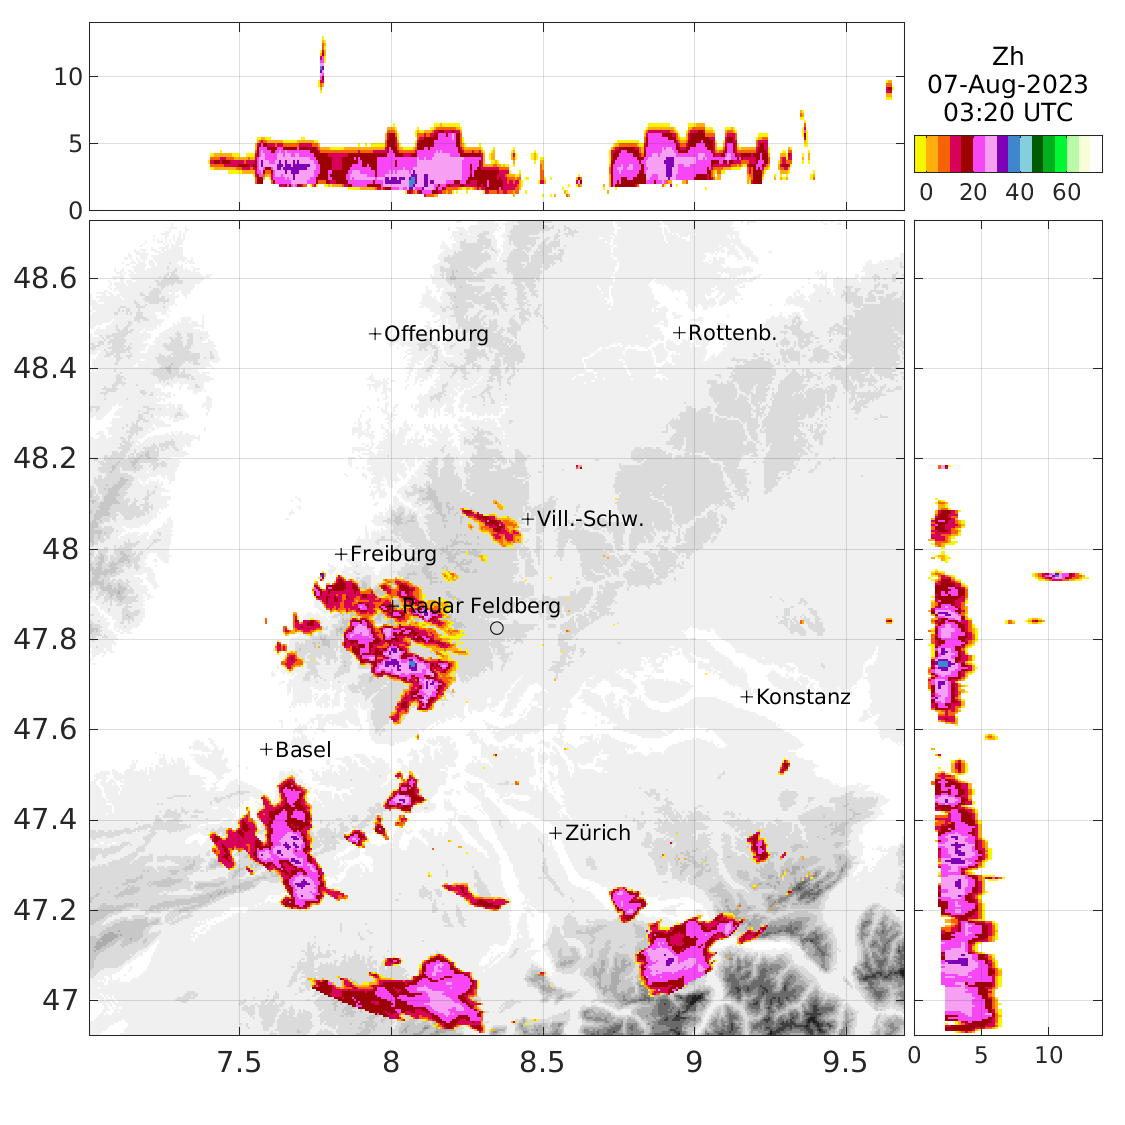 10
5
0
Zh
07-Aug-2023
03:20 UTC
0 20 40 60
48.6
48.4
48.2
48
47.8
47.6
47.4
47.2
47
+Offenburg
+Rottenb.
+Vill.-Schw.
+Freiburg
+Radar Feldberg
+Konstanz
+Basel
+Zürich
7.5 8 8.5 9 9.5
0 5 10